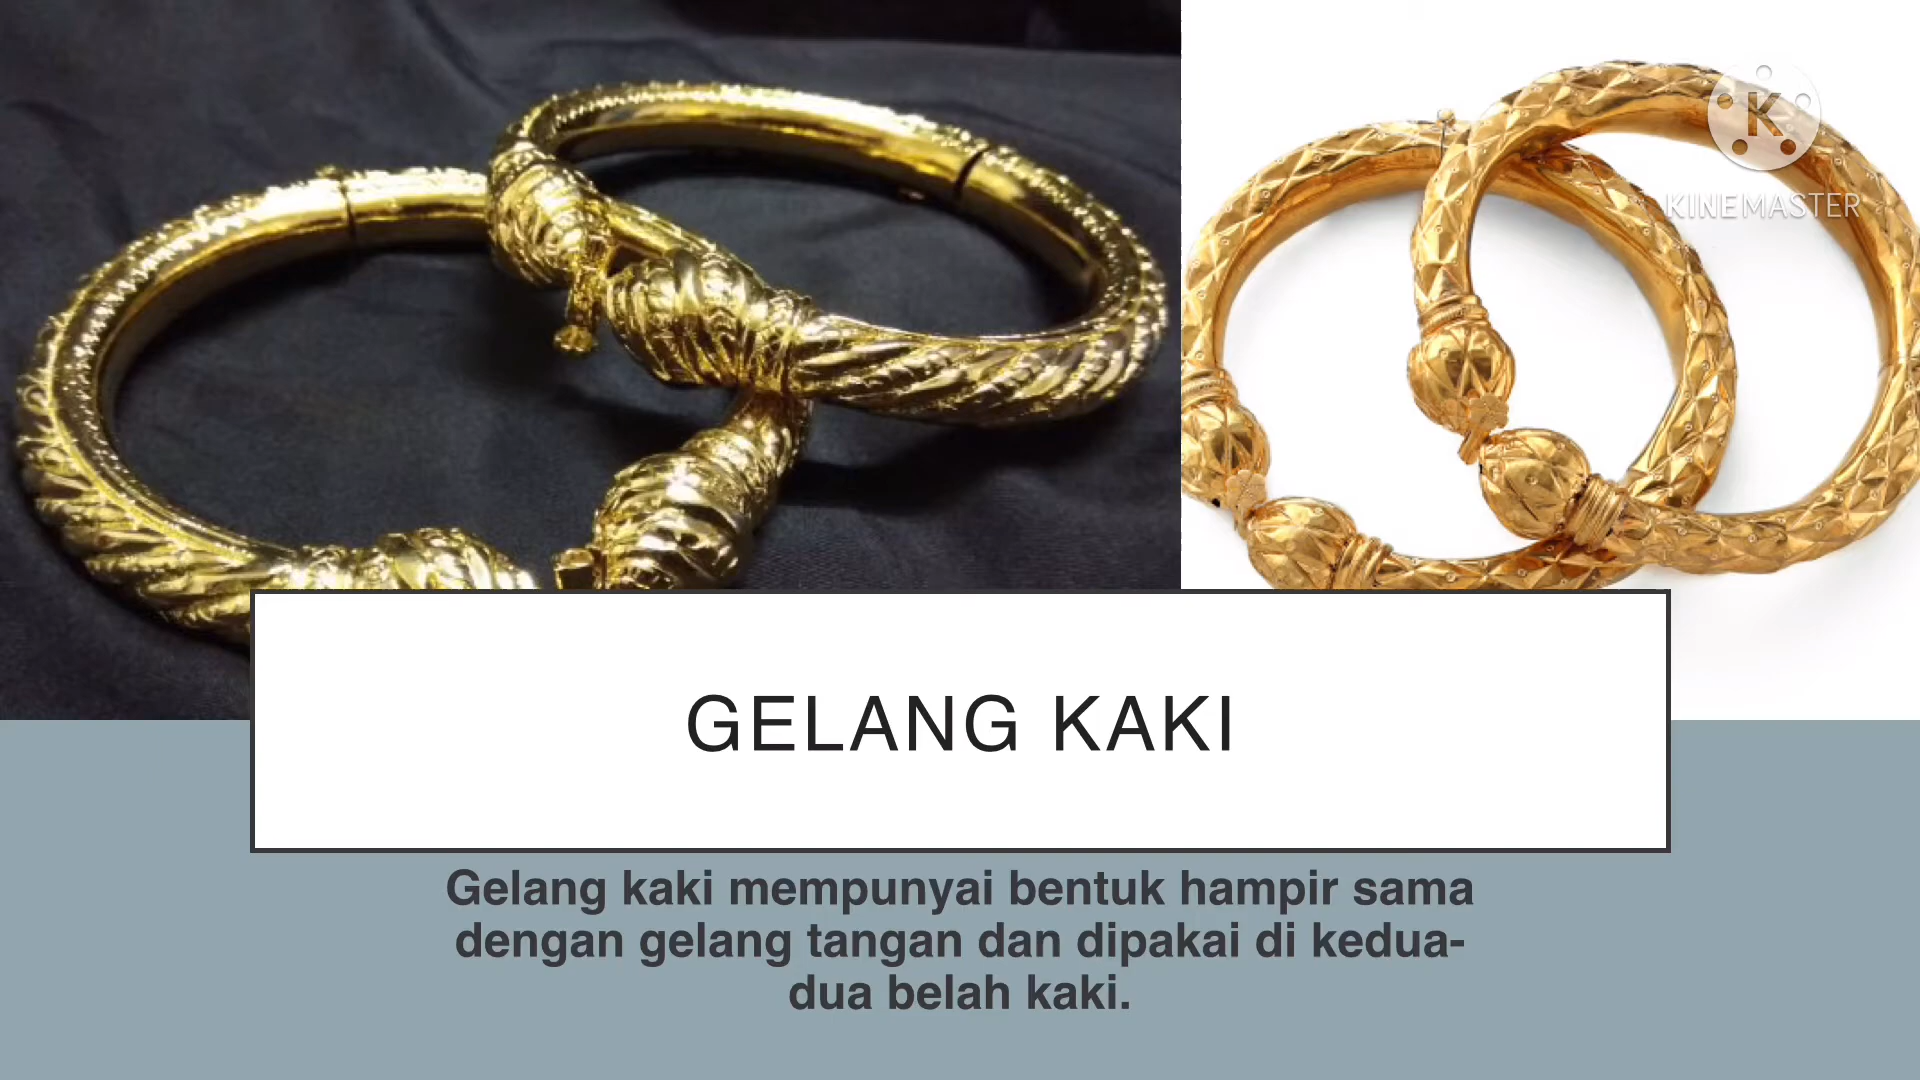 K
KINEMASTER
GELANG KAKI
Gelang kaki mempunyai bentuk hampir sama
dengan gelang tangan dan dipakai di kedua-
dua belah kaki.